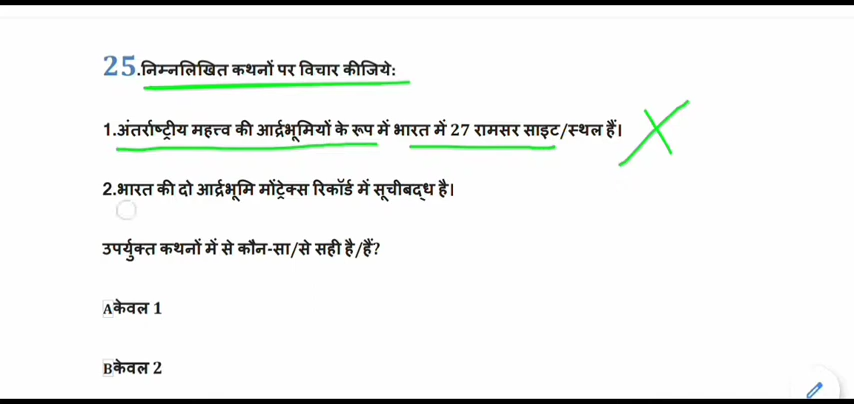 25.निम्नलिखित कथनों पर विचार कीजिये:
1.अंतर्राष्ट्रीय महत्त्व की आर्द्रभूमियों के रूप में भारत में 27 रामसर साइट/स्थल हैं।
2.भारत की दो आर्द्रभूमि मोंट्रेक्स रिकॉर्ड में सूचीबद्ध है।
उपर्युक्त कथनों में से कौन-सा/से सही है/हैं?
Aकेवल 1
Bकेवल 2